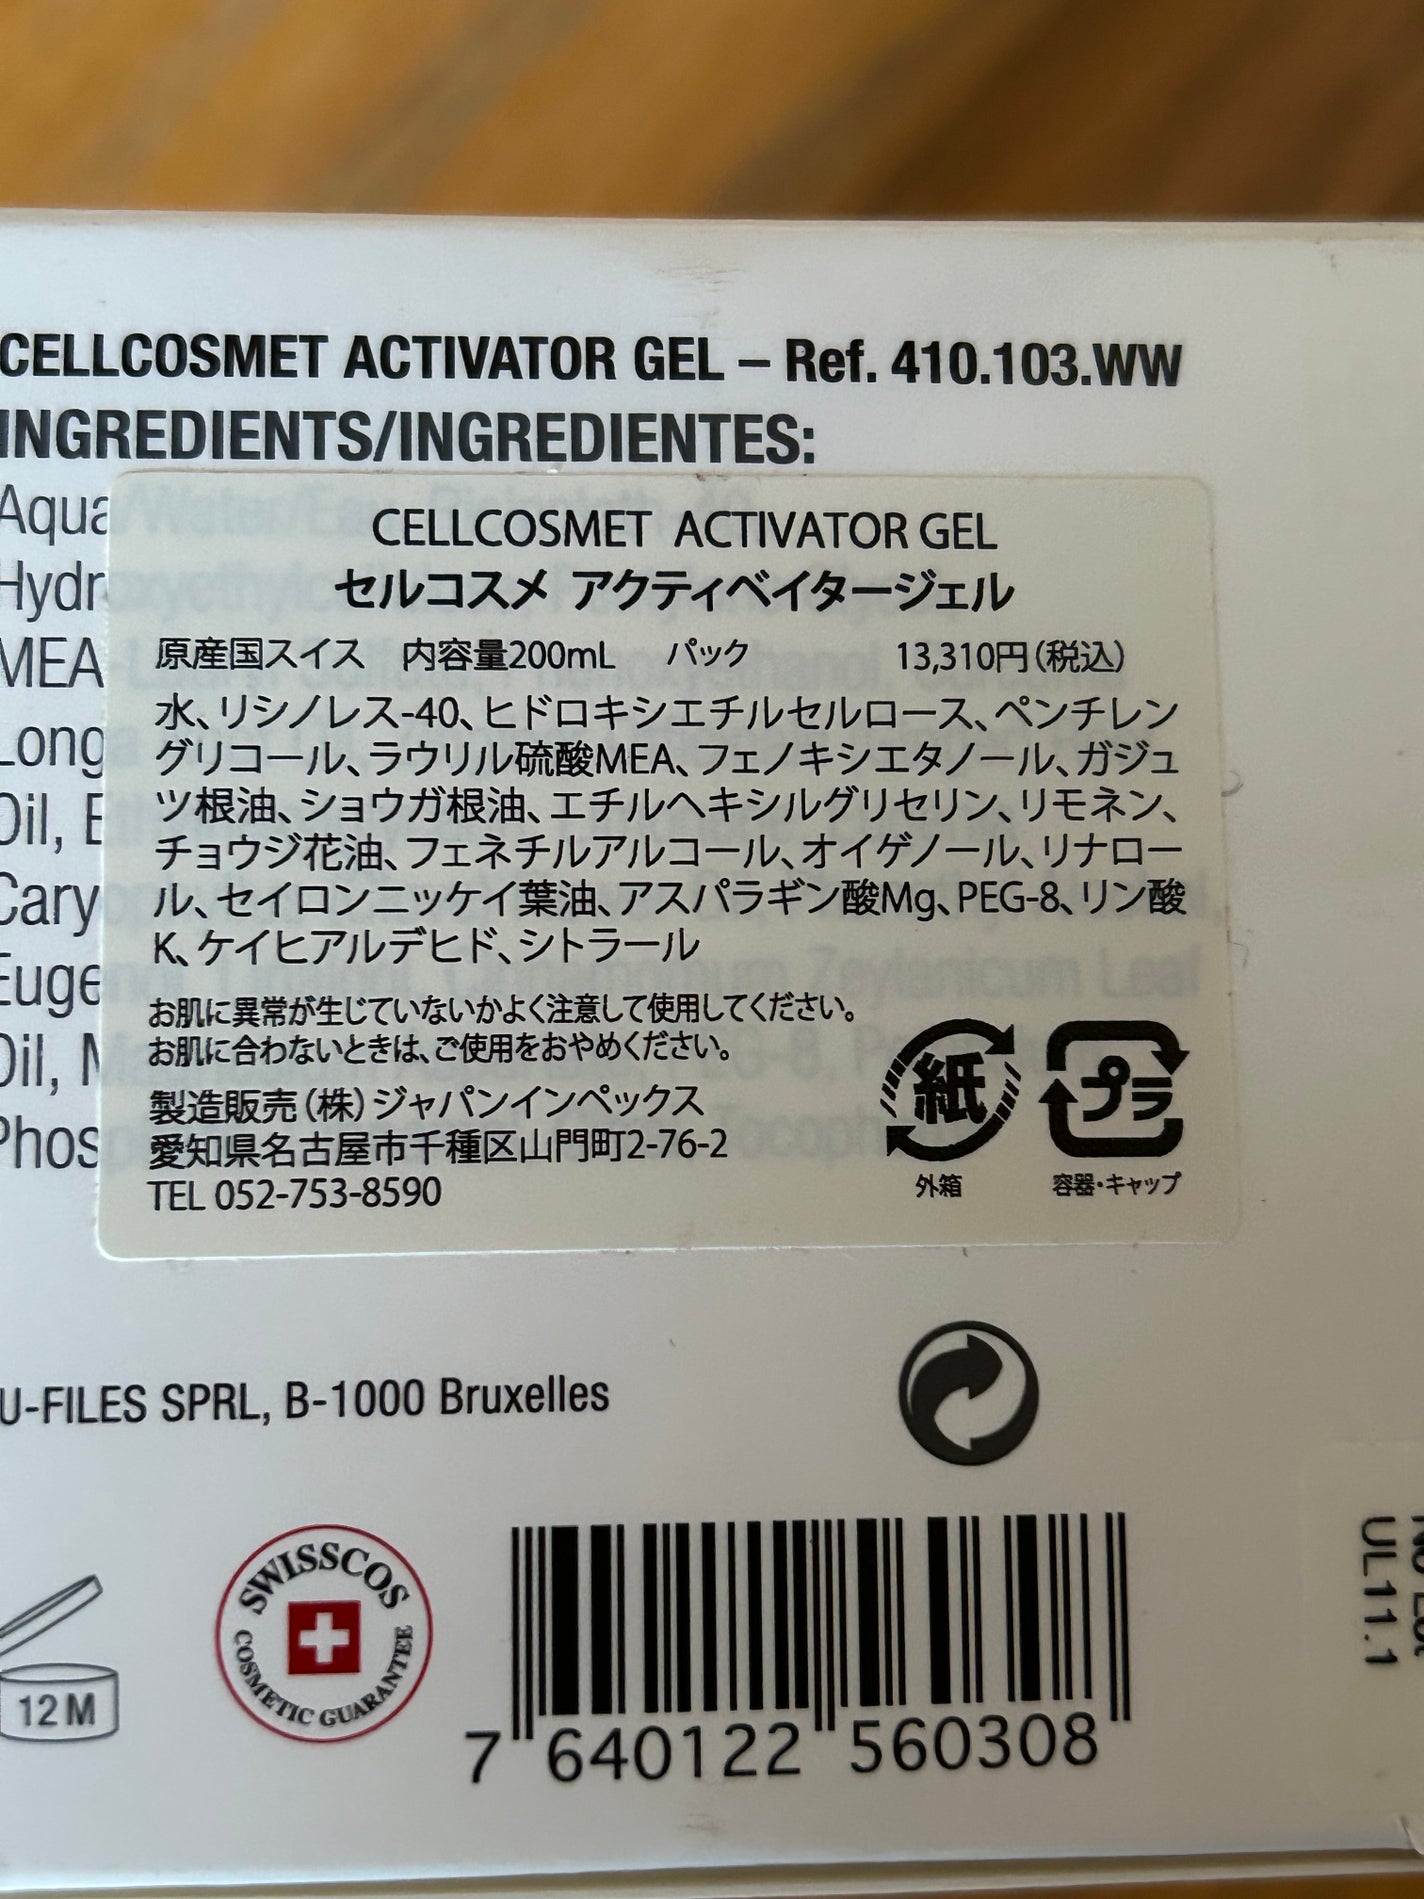 CELLCOSMET ACTIVATOR GEL – Ref. 410.103.WW
INGREDIENTS/INGREDIENTES:
Aqua/Water/Eau,
Hydr
MEA
Longa
Oil, E
Cary
Euge
Zeylanicum Leaf
Oil, M
PEG-8,
Phos
CELLCOSMET ACTIVATOR GEL
セルコスメ アクティベイタージェル
原産国スイス 内容量200mL パック 13,310円(税込)
水、リシノレス-40、ヒドロキシエチルセルロース、ペンチレン
グリコール、ラウリル硫酸MEA、フェノキシエタノール、ガジュ
ツ根油、ショウガ根油、エチルヘキシルグリセリン、リモネン、
チョウジ花油、フェネチルアルコール、オイゲノール、リナロー
ル、セイロンニッケイ葉油、アスパラギン酸Mg、PEG-8、リン酸
K、ケイヒアルデヒド、シトラール
お肌に異常が生じていないかよく注意して使用してください。
お肌に合わないときは、ご使用をおやめください。
製造販売(株)ジャパンインペックス
愛知県名古屋市千種区山門町2-76-2
TEL 052-753-8590
紙
外箱
プラ
容器・キャップ
U-FILES SPRL, B-1000 Bruxelles
12 M
SWISSCOS
COSMETIC GUARANTEE
7 640122 560308
UL11.1